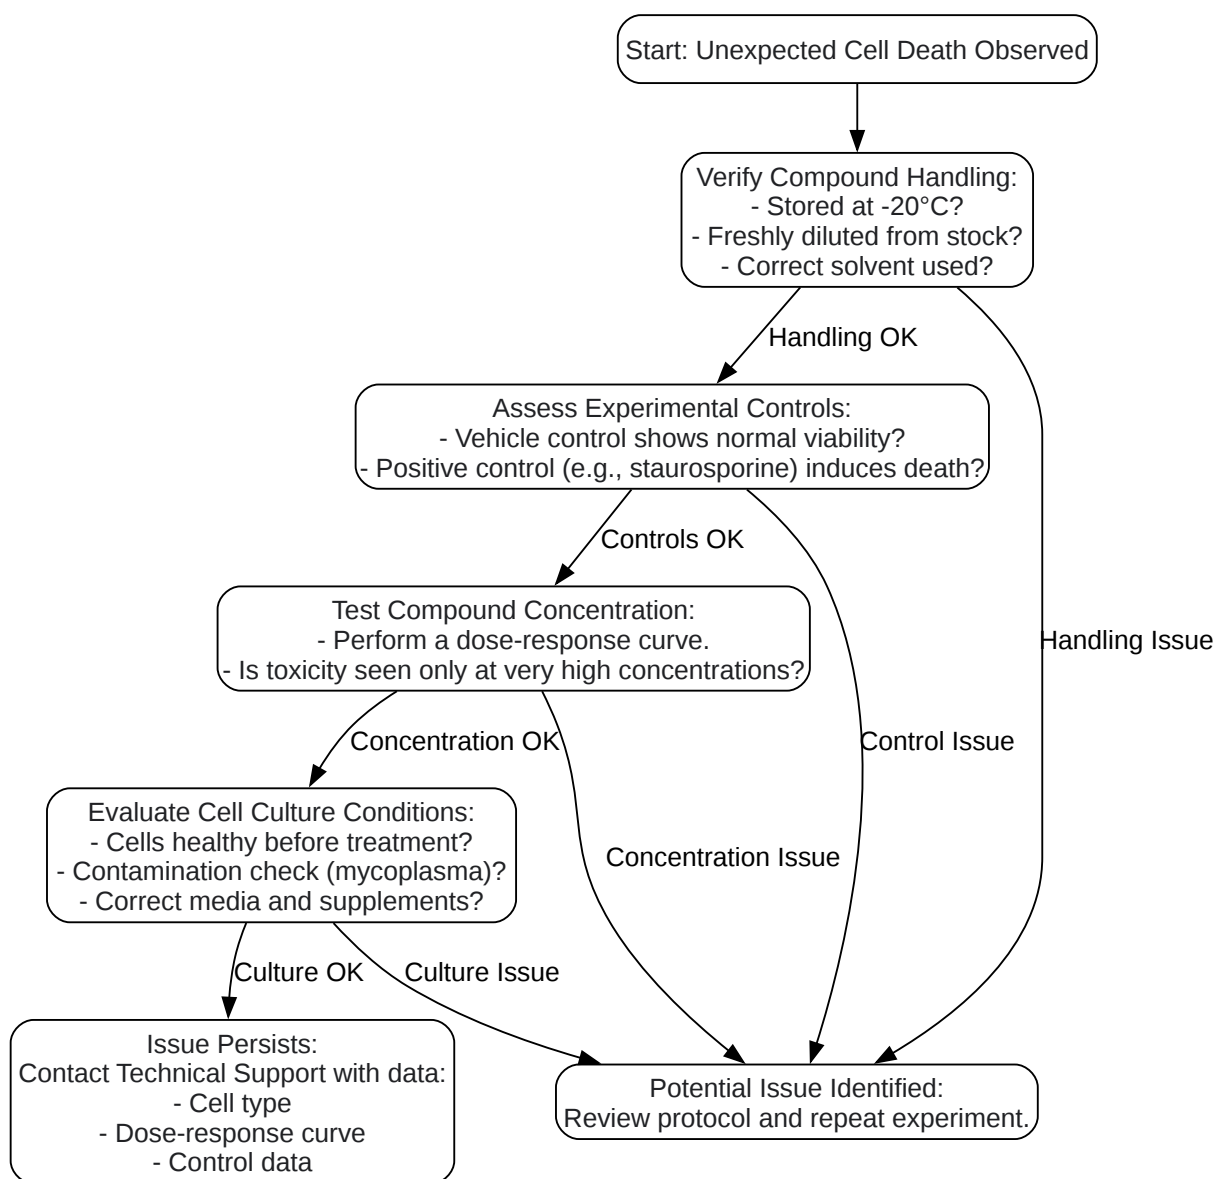 Start: Unexpected Cell Death Observed
Verify Compound Handling:
- Stored at -20°C?
- Freshly diluted from stock?
- Correct solvent used?
Handling OK
Assess Experimental Controls:
- Vehicle control shows normal viability?
- Positive control (e.g., staurosporine) induces death?
Controls OK
Test Compound Concentration:
- Perform a dose-response curve.
- Is toxicity seen only at very high concentrations?
Handling Issue
Concentration OK
Control Issue
Evaluate Cell Culture Conditions:
- Cells healthy before treatment?
- Contamination check (mycoplasma)?
- Correct media and supplements?
Concentration Issue
Culture OK
Culture Issue
Issue Persists:
Contact Technical Support with data:
- Cell type
- Dose-response curve
- Control data
Potential Issue Identified:
Review protocol and repeat experiment.